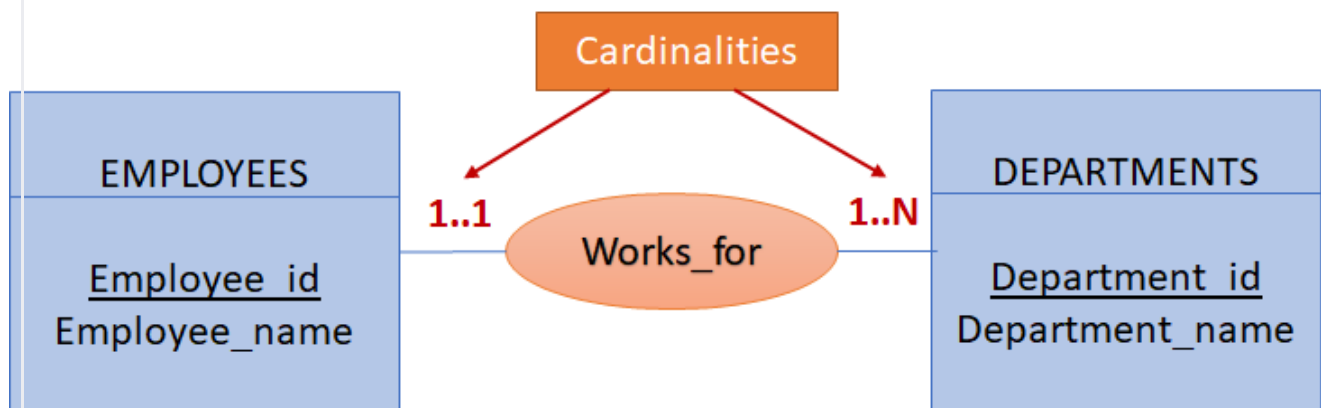 Cardinalities
EMPLOYEES
Employee_id
Employee_name
1..1
Works_for
1..N
DEPARTMENTS
Department_id
Department_name